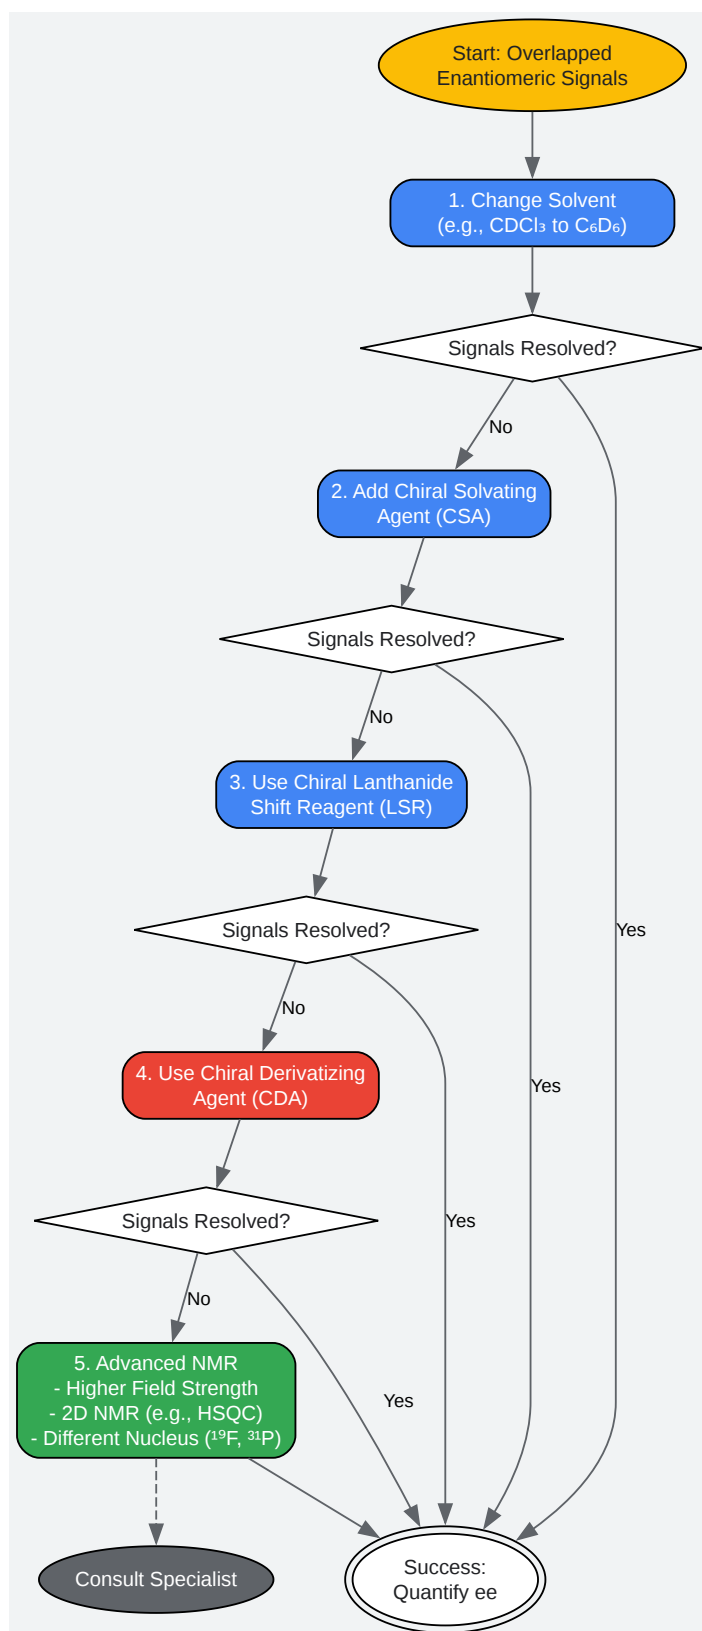 Start: Overlapped
Enantiomeric Signals
1. Change Solvent
(e.g., CDCl₃ to C₆D₆)
Signals Resolved?
No
2. Add Chiral Solvating
Agent (CSA)
Signals Resolved?
No
3. Use Chiral Lanthanide
Shift Reagent (LSR)
Signals Resolved?
Yes
No
4. Use Chiral Derivatizing
Agent (CDA)
Yes
Signals Resolved?
Yes
No
5. Advanced NMR
- Higher Field Strength
- 2D NMR (e.g., HSQC)
- Different Nucleus (¹⁹F, ³¹P)
Yes
Consult Specialist
Success:
Quantify ee